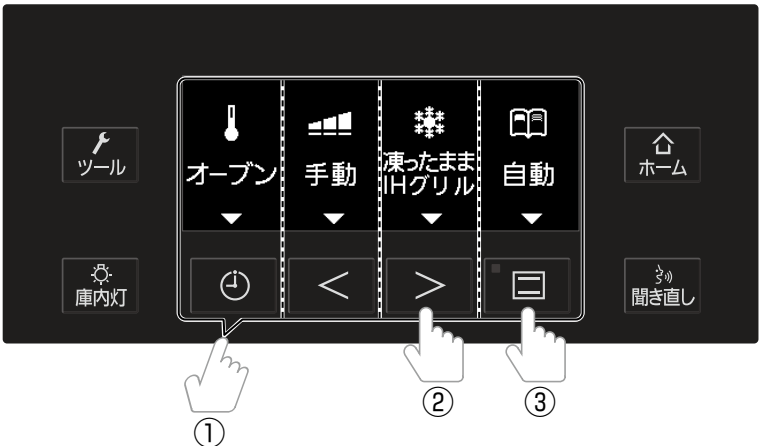 ツール
オーブン
手動
凍ったまま
IHグリル
自動
ホーム
庫内灯
聞き直し
①
②
③